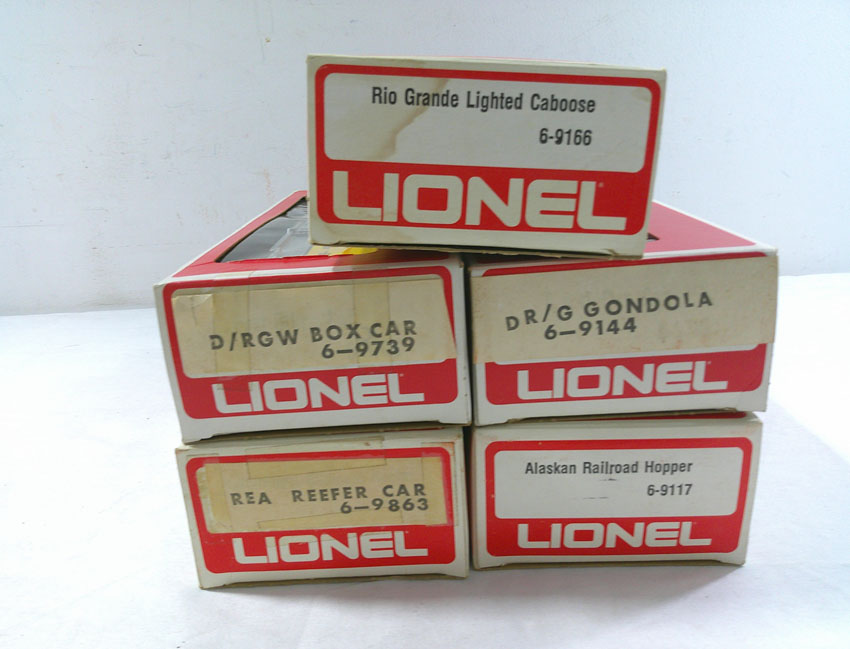 Rio Grande Lighted Caboose
6-9166
LIONEL
D/RGW BOX CAR
6-9739
LIONEL
DR/G GONDOLA
6-9144
LIONEL
REA REEFER CAR
6-9863
LIONEL
Alaskan Railroad Hopper
6-9117
LIONEL